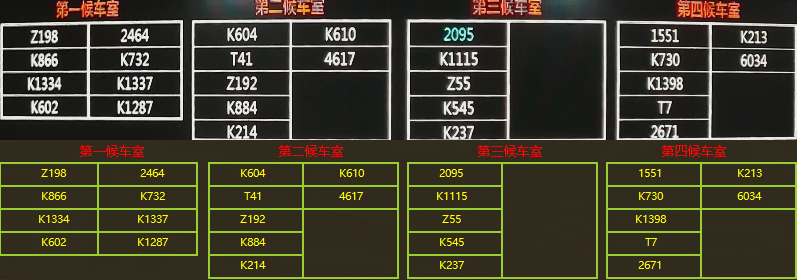 第一候车室 第二候车室 第三候车室 第四候车室
Z198 2464 K604 K610 2095 1551 K213
K866 K732 T41 4617 K1115 K730 6034
K1334 K1337 Z192 Z55 K1398
K602 K1287 K884 K545 T7
K214 K237 2671
第一候车室 第二候车室 第三候车室 第四候车室
Z198 2464 K604 K610 2095 1551 K213
K866 K732 T41 4617 K1115 K730 6034
K1334 K1337 Z192 Z55 K1398
K602 K1287 K884 K545 T7
K214 K237 2671